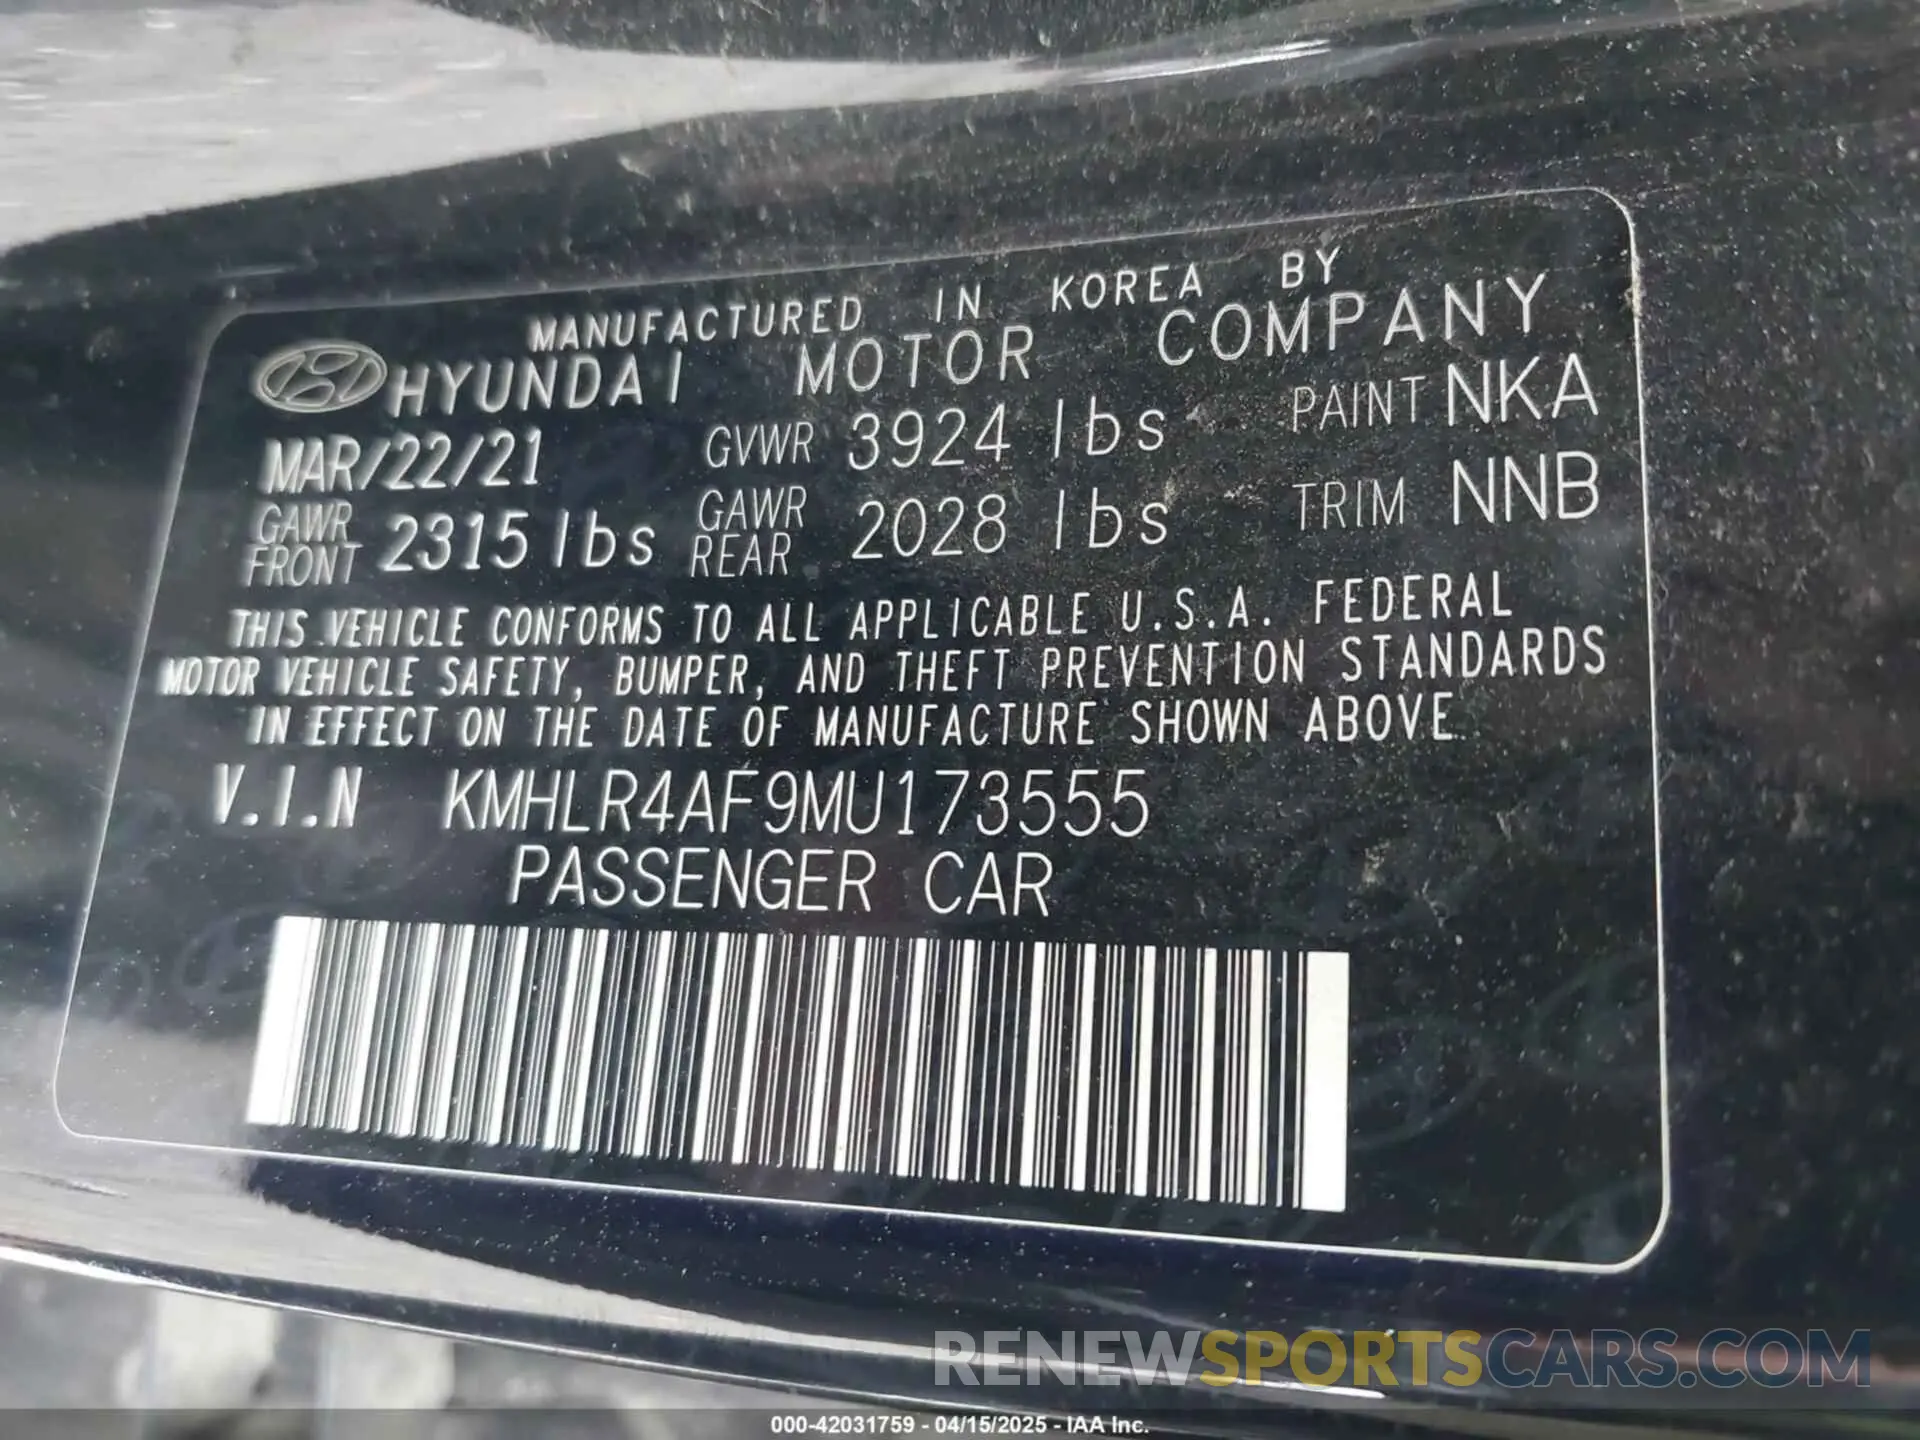 MANUFACTURED IN KOREA BY
HYUNDAI MOTOR COMPANY
MAR/22/21 GVWR 3924 lbs PAINT NKA
GAWR FRONT 2315 lbs GAWR REAR 2028 lbs TRIM NNB
THIS VEHICLE CONFORMS TO ALL APPLICABLE U.S.A. FEDERAL
MOTOR VEHICLE SAFETY, BUMPER, AND THEFT PREVENTION STANDARDS
IN EFFECT ON THE DATE OF MANUFACTURE SHOWN ABOVE
V.I.N KMHLR4AF9MU173555
PASSENGER CAR
RENEWSPORTSCARS.COM
000-42031759 - 04/15/2025 - IAA Inc.